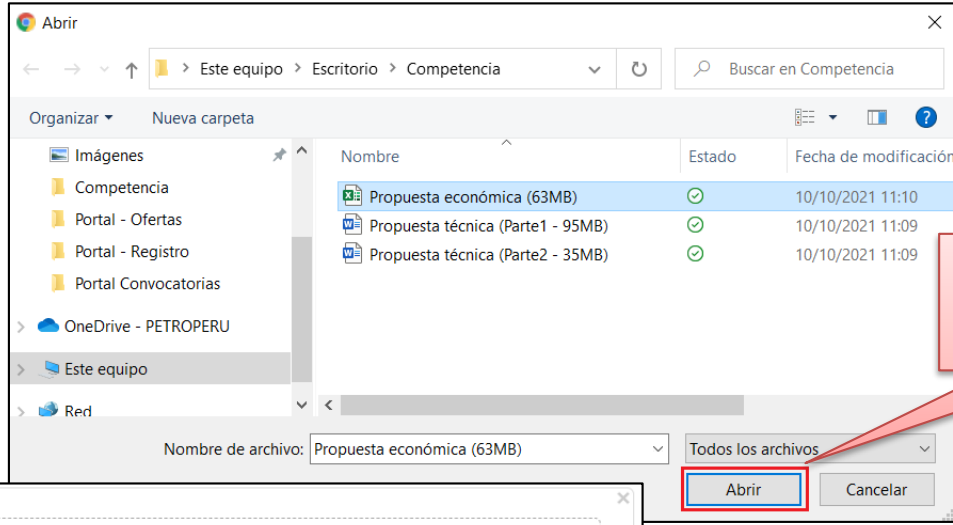 Abrir
Este equipo > Escritorio > Competencia
Buscar en Competencia
Organizar
Nueva carpeta
Imágenes
Competencia
Portal - Ofertas
Portal - Registro
Portal Convocatorias
OneDrive - PETROPERU
Este equipo
Red
Nombre Estado Fecha de modificación
Propuesta económica (63MB) 10/10/2021 11:10
Propuesta técnica (Parte1 - 95MB) 10/10/2021 11:09
Propuesta técnica (Parte2 - 35MB) 10/10/2021 11:09
Nombre de archivo: Propuesta económica (63MB) Todos los archivos
Abrir Cancelar